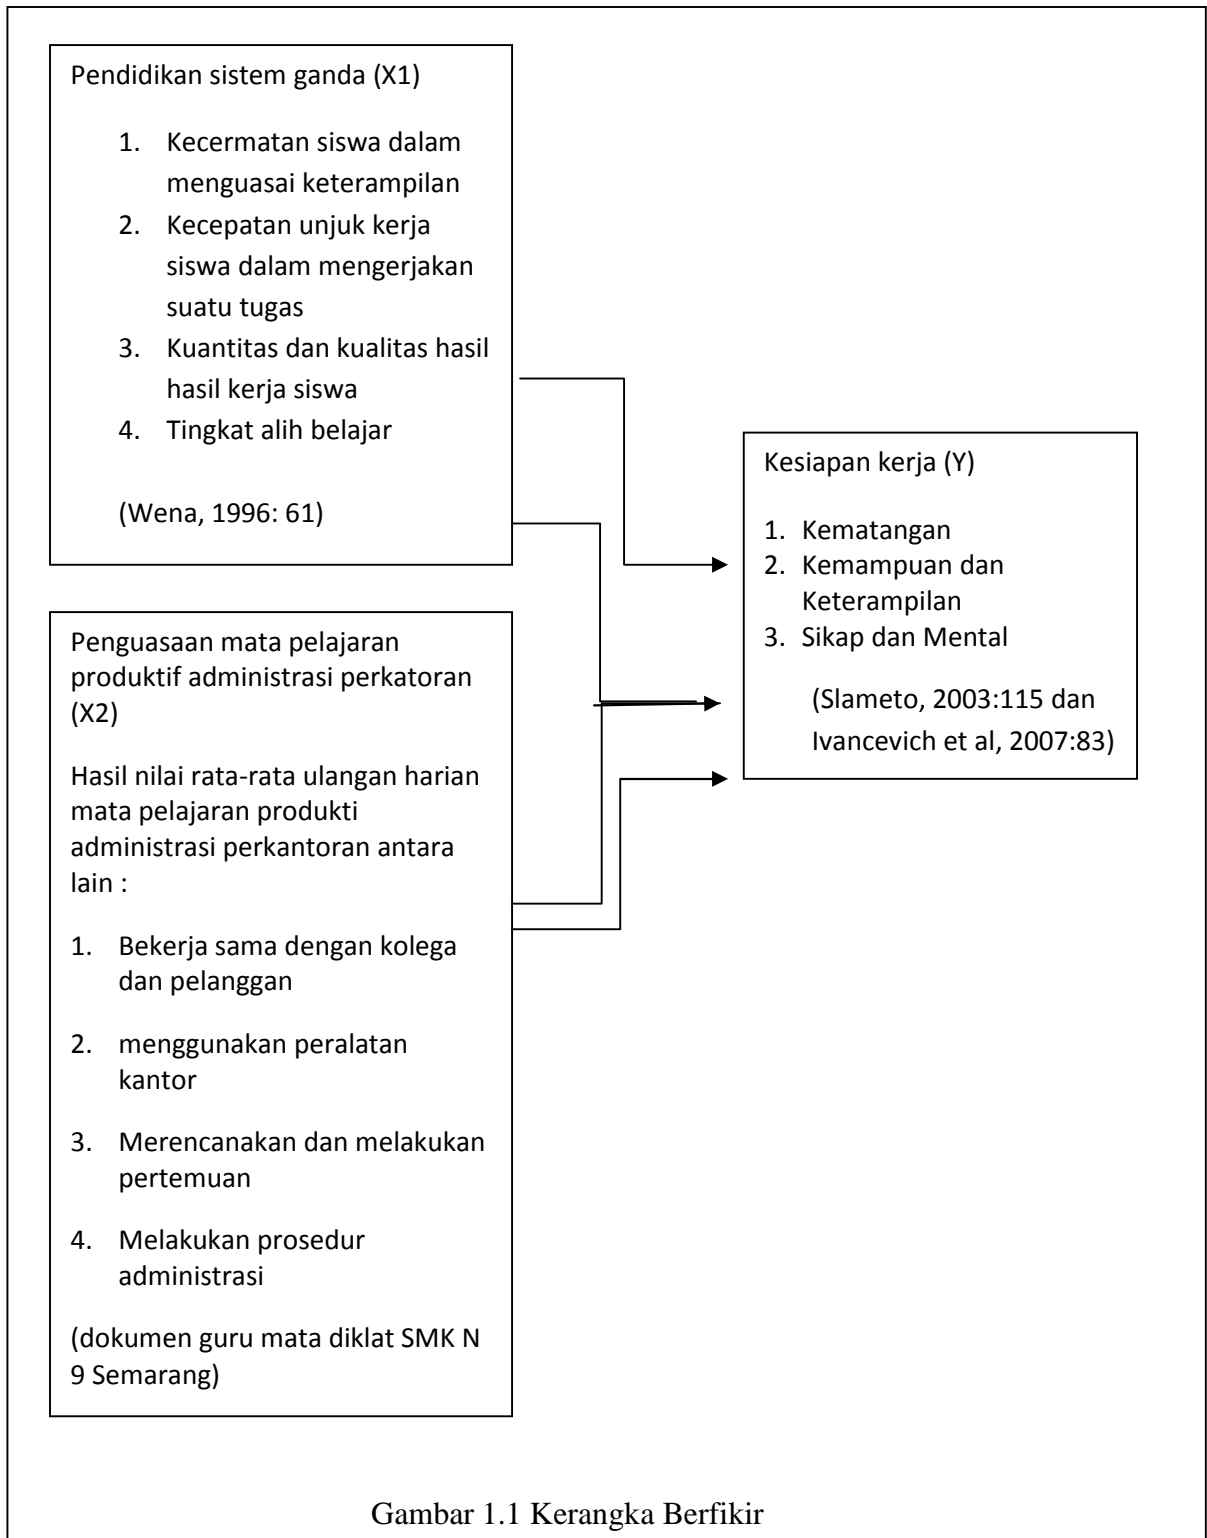 Pendidikan sistem ganda (X1)
1. Kecermatan siswa dalam
menguasai keterampilan
2. Kecepatan unjuk kerja
siswa dalam mengerjakan
suatu tugas
3. Kuantitas dan kualitas hasil
hasil kerja siswa
4. Tingkat alih belajar
(Wena, 1996: 61)
Penguasaan mata pelajaran
produktif administrasi perkatoran
(X2)
Hasil nilai rata-rata ulangan harian
mata pelajaran produkti
administrasi perkantoran antara
lain :
1. Bekerja sama dengan kolega
dan pelanggan
2. menggunakan peralatan
kantor
3. Merencanakan dan melakukan
pertemuan
4. Melakukan prosedur
administrasi
(dokumen guru mata diklat SMK N
9 Semarang)
Kesiapan kerja (Y)
1. Kematangan
2. Kemampuan dan
Keterampilan
3. Sikap dan Mental
(Slameto, 2003:115 dan
Ivancevich et al, 2007:83)
Gambar 1.1 Kerangka Berfikir